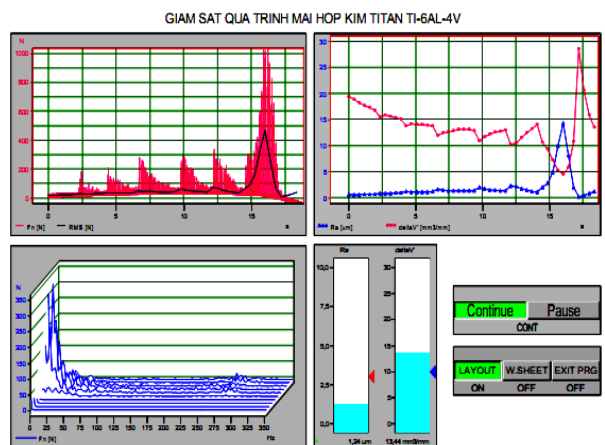 GIAM SAT QUA TRINH MAI HOP KIM TITAN TI-6AL-4V
N
1000
800
600
400
200
0
0 5 10 15 s
Fn [N] RMS [N]
30
25
20
15
10
5
0
0 5 10 15 s
Ra [um] deltaV' [mm3/mm]
N
350
300
250
200
150
100
50
0
0 25 50 75 100 125 150 175 200 225 250 275 300 325 350
Fn [N] Hz
Ra deltaV'
10,0 30
7,5 25
20
5,0 15
2,5 10
5
0,0 0
1,24 um 13,44 mm3/mm
Continue Pause
CONT
LAYOUT W.SHEET EXIT PRG
ON OFF OFF